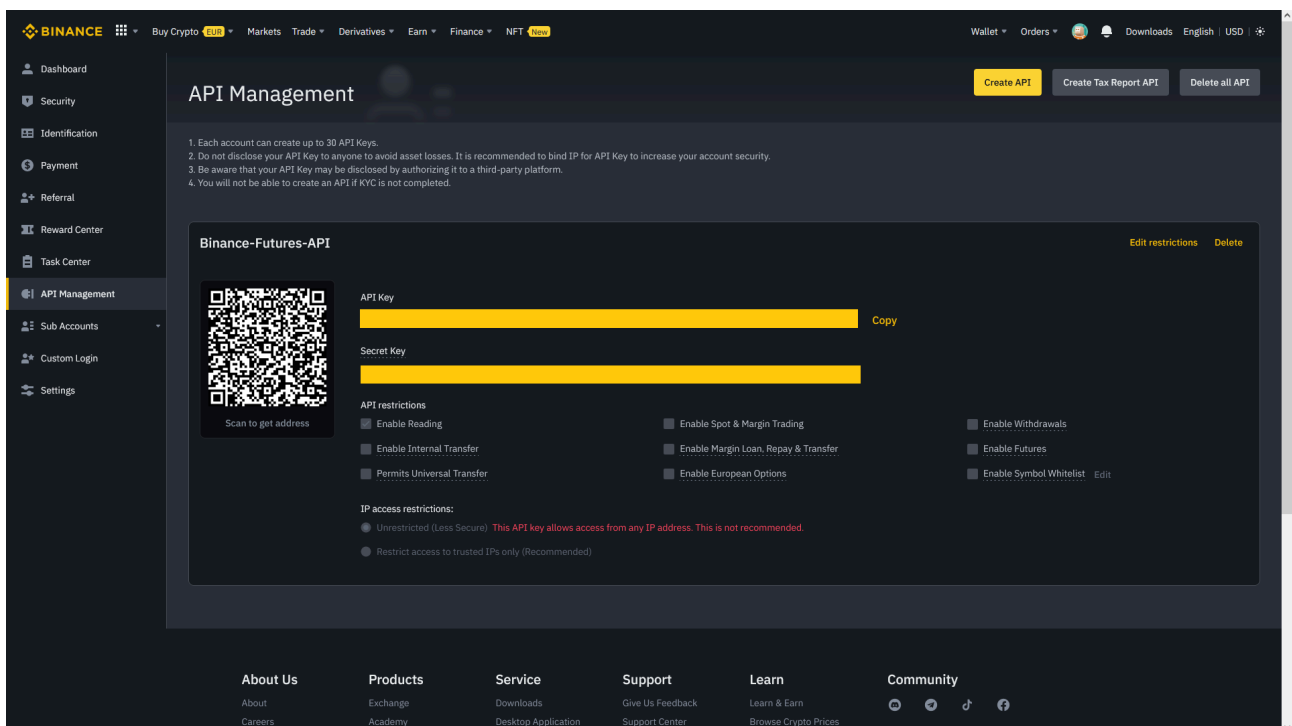 BINANCE Buy Crypto EUR Markets Trade Derivatives Earn Finance NFT New Wallet Orders Downloads English | USD |
Dashboard
Security
Identification
Payment
Referral
Reward Center
Task Center
API Management
Sub Accounts
Custom Login
Settings
API Management
Create API Create Tax Report API Delete all API
1. Each account can create up to 30 API Keys.
2. Do not disclose your API Key to anyone to avoid asset losses. It is recommended to bind IP for API Key to increase your account security.
3. Be aware that your API Key may be disclosed by authorizing it to a third-party platform.
4. You will not be able to create an API if KYC is not completed.
Binance-Futures-API Edit restrictions Delete
Scan to get address
API Key
Copy
Secret Key
API restrictions
Enable Reading Enable Spot & Margin Trading Enable Withdrawals
Enable Internal Transfer Enable Margin Loan, Repay & Transfer Enable Futures
Permits Universal Transfer Enable European Options Enable Symbol Whitelist Edit
IP access restrictions:
Unrestricted (Less Secure) This API key allows access from any IP address. This is not recommended.
Restrict access to trusted IPs only (Recommended)
About Us Products Service Support Learn Community
About Exchange Downloads Give Us Feedback Learn & Earn
Careers Academy Desktop Application Support Center Browse Crypto Prices